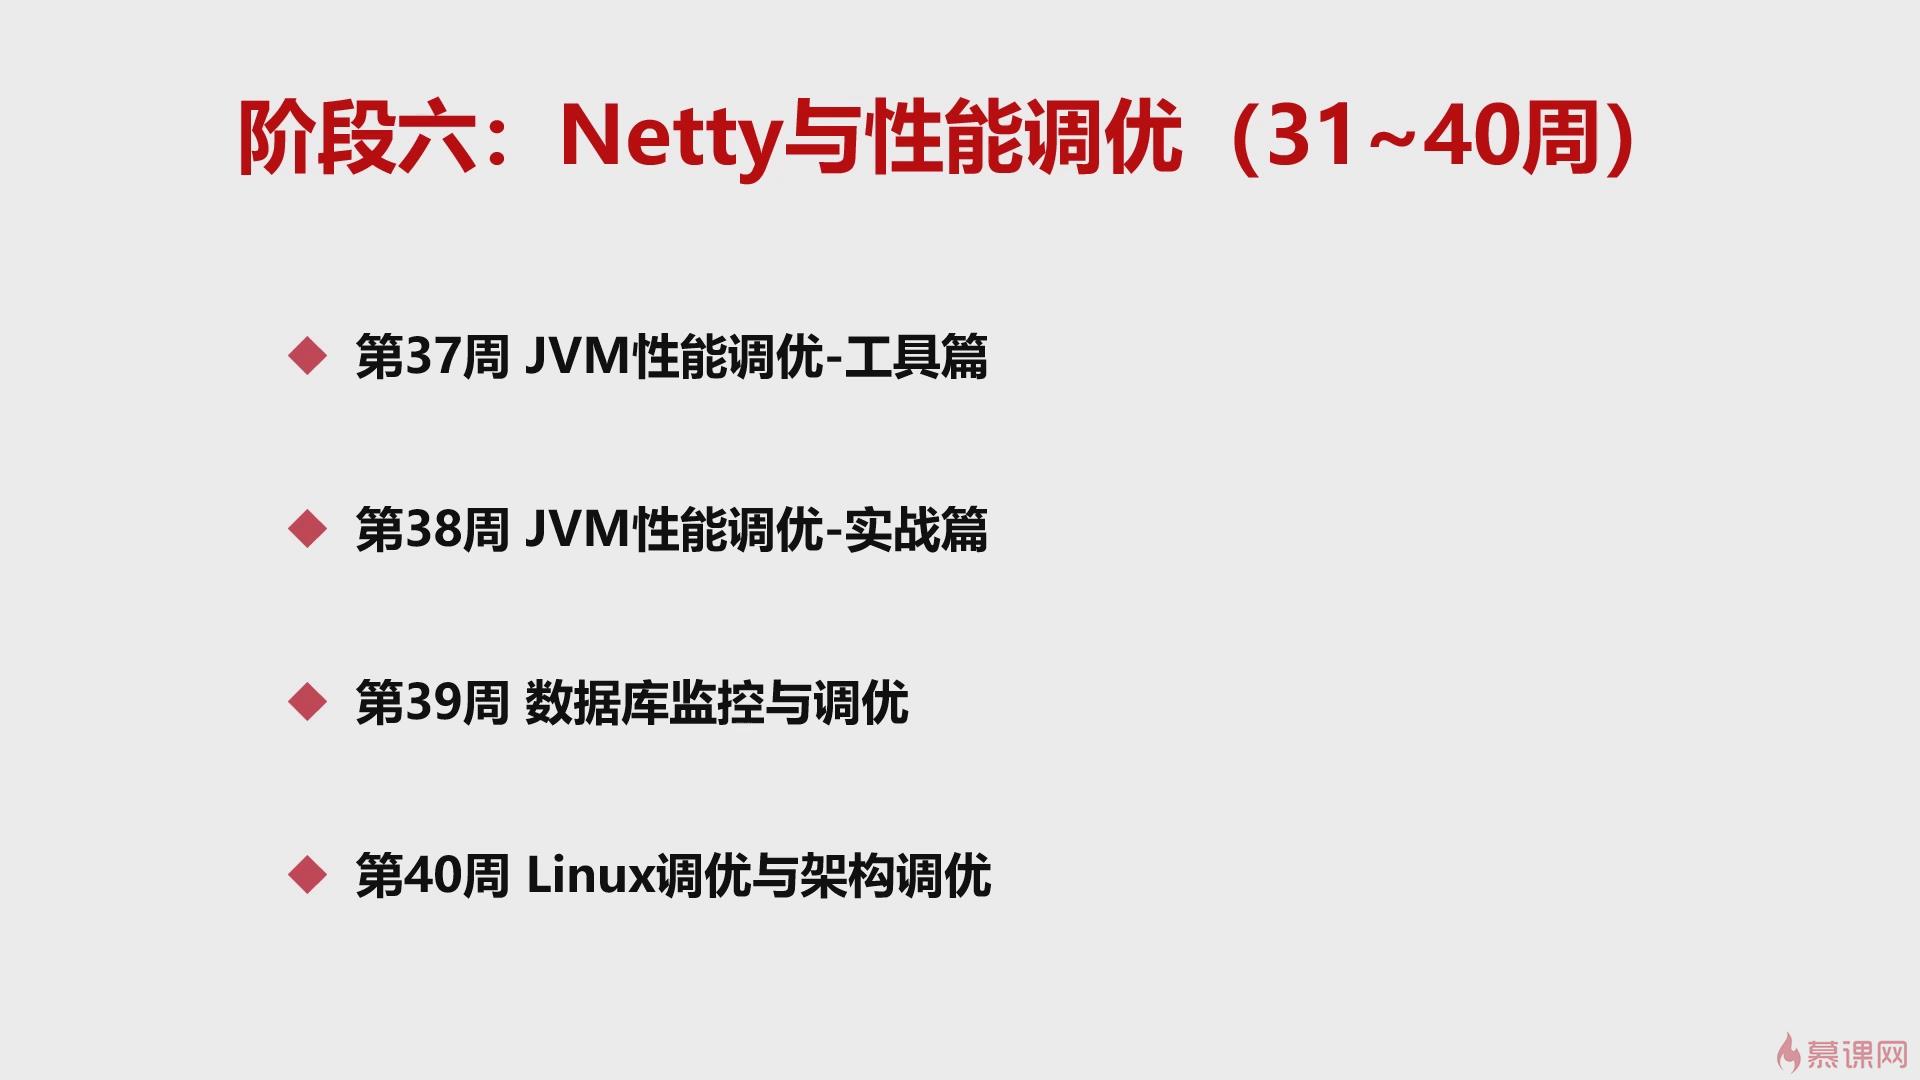 阶段六：Netty与性能调优（31~40周）
第37周 JVM性能调优-工具篇
第38周 JVM性能调优-实战篇
第39周 数据库监控与调优
第40周 Linux调优与架构调优
慕课网